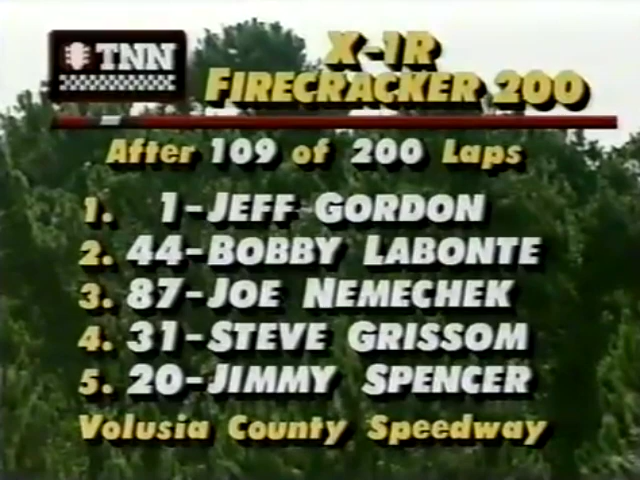 TNN
X-1R
FIRECRACKER 200
After 109 of 200 Laps
1. 1-JEFF GORDON
2. 44-BOBBY LABONTE
3. 87-JOE NEMECHEK
4. 31-STEVE GRISSOM
5. 20-JIMMY SPENCER
Volusia County Speedway